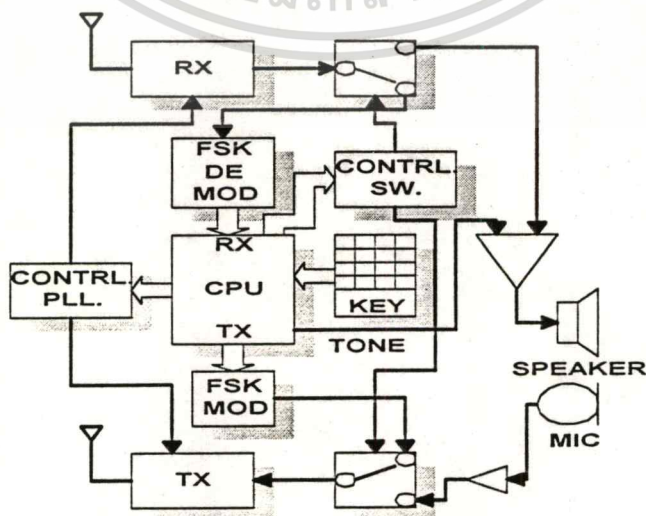 RX
FSK
DE
MOD
CONTRL.
SW.
RX
CPU
TX
CONTRL.
PLL.
KEY
TONE
FSK
MOD
SPEAKER
MIC
TX